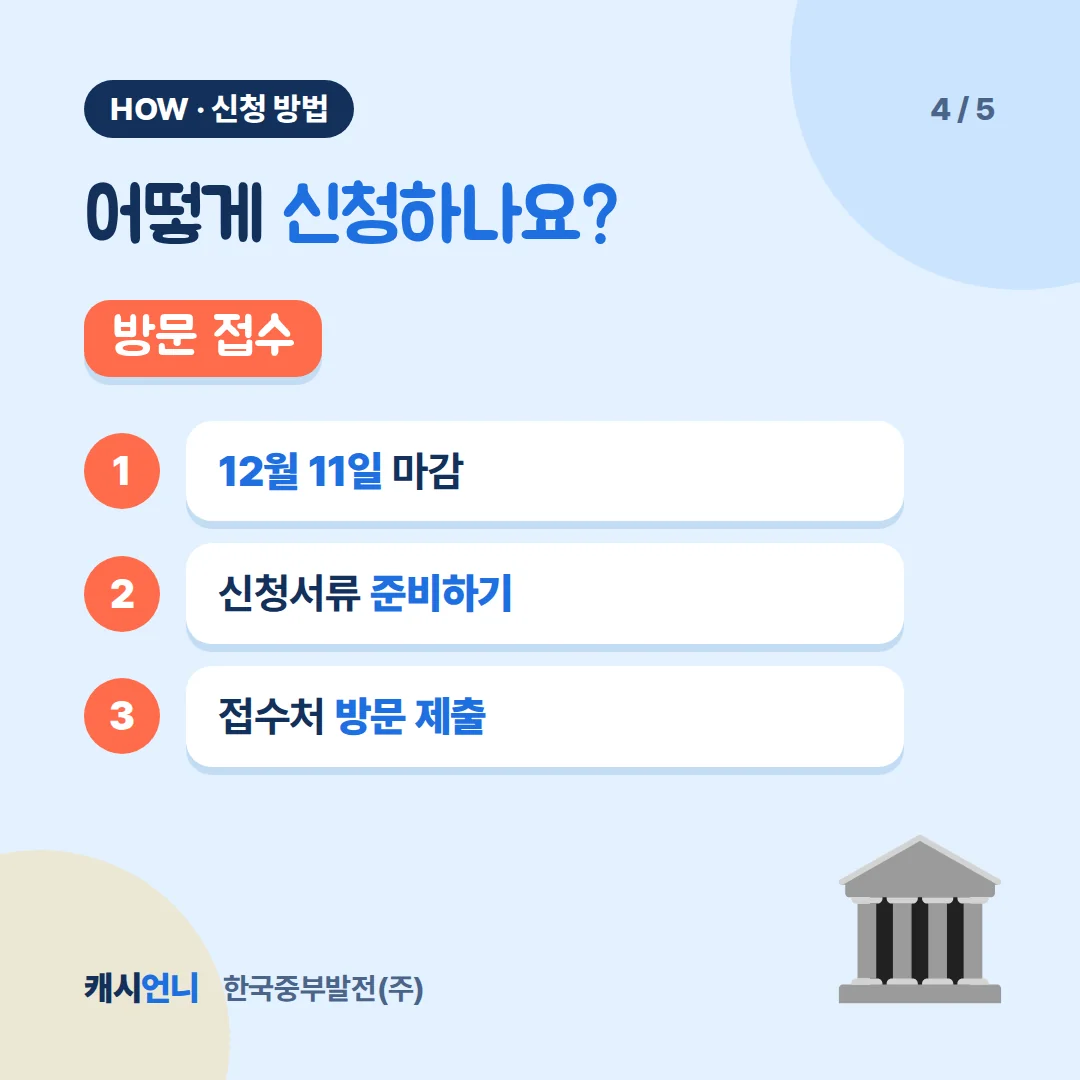 HOW · 신청 방법
4 / 5
어떻게 신청하나요?
방문 접수
1
12월 11일 마감
2
신청서류 준비하기
3
접수처 방문 제출
캐시언니 한국중부발전(주)